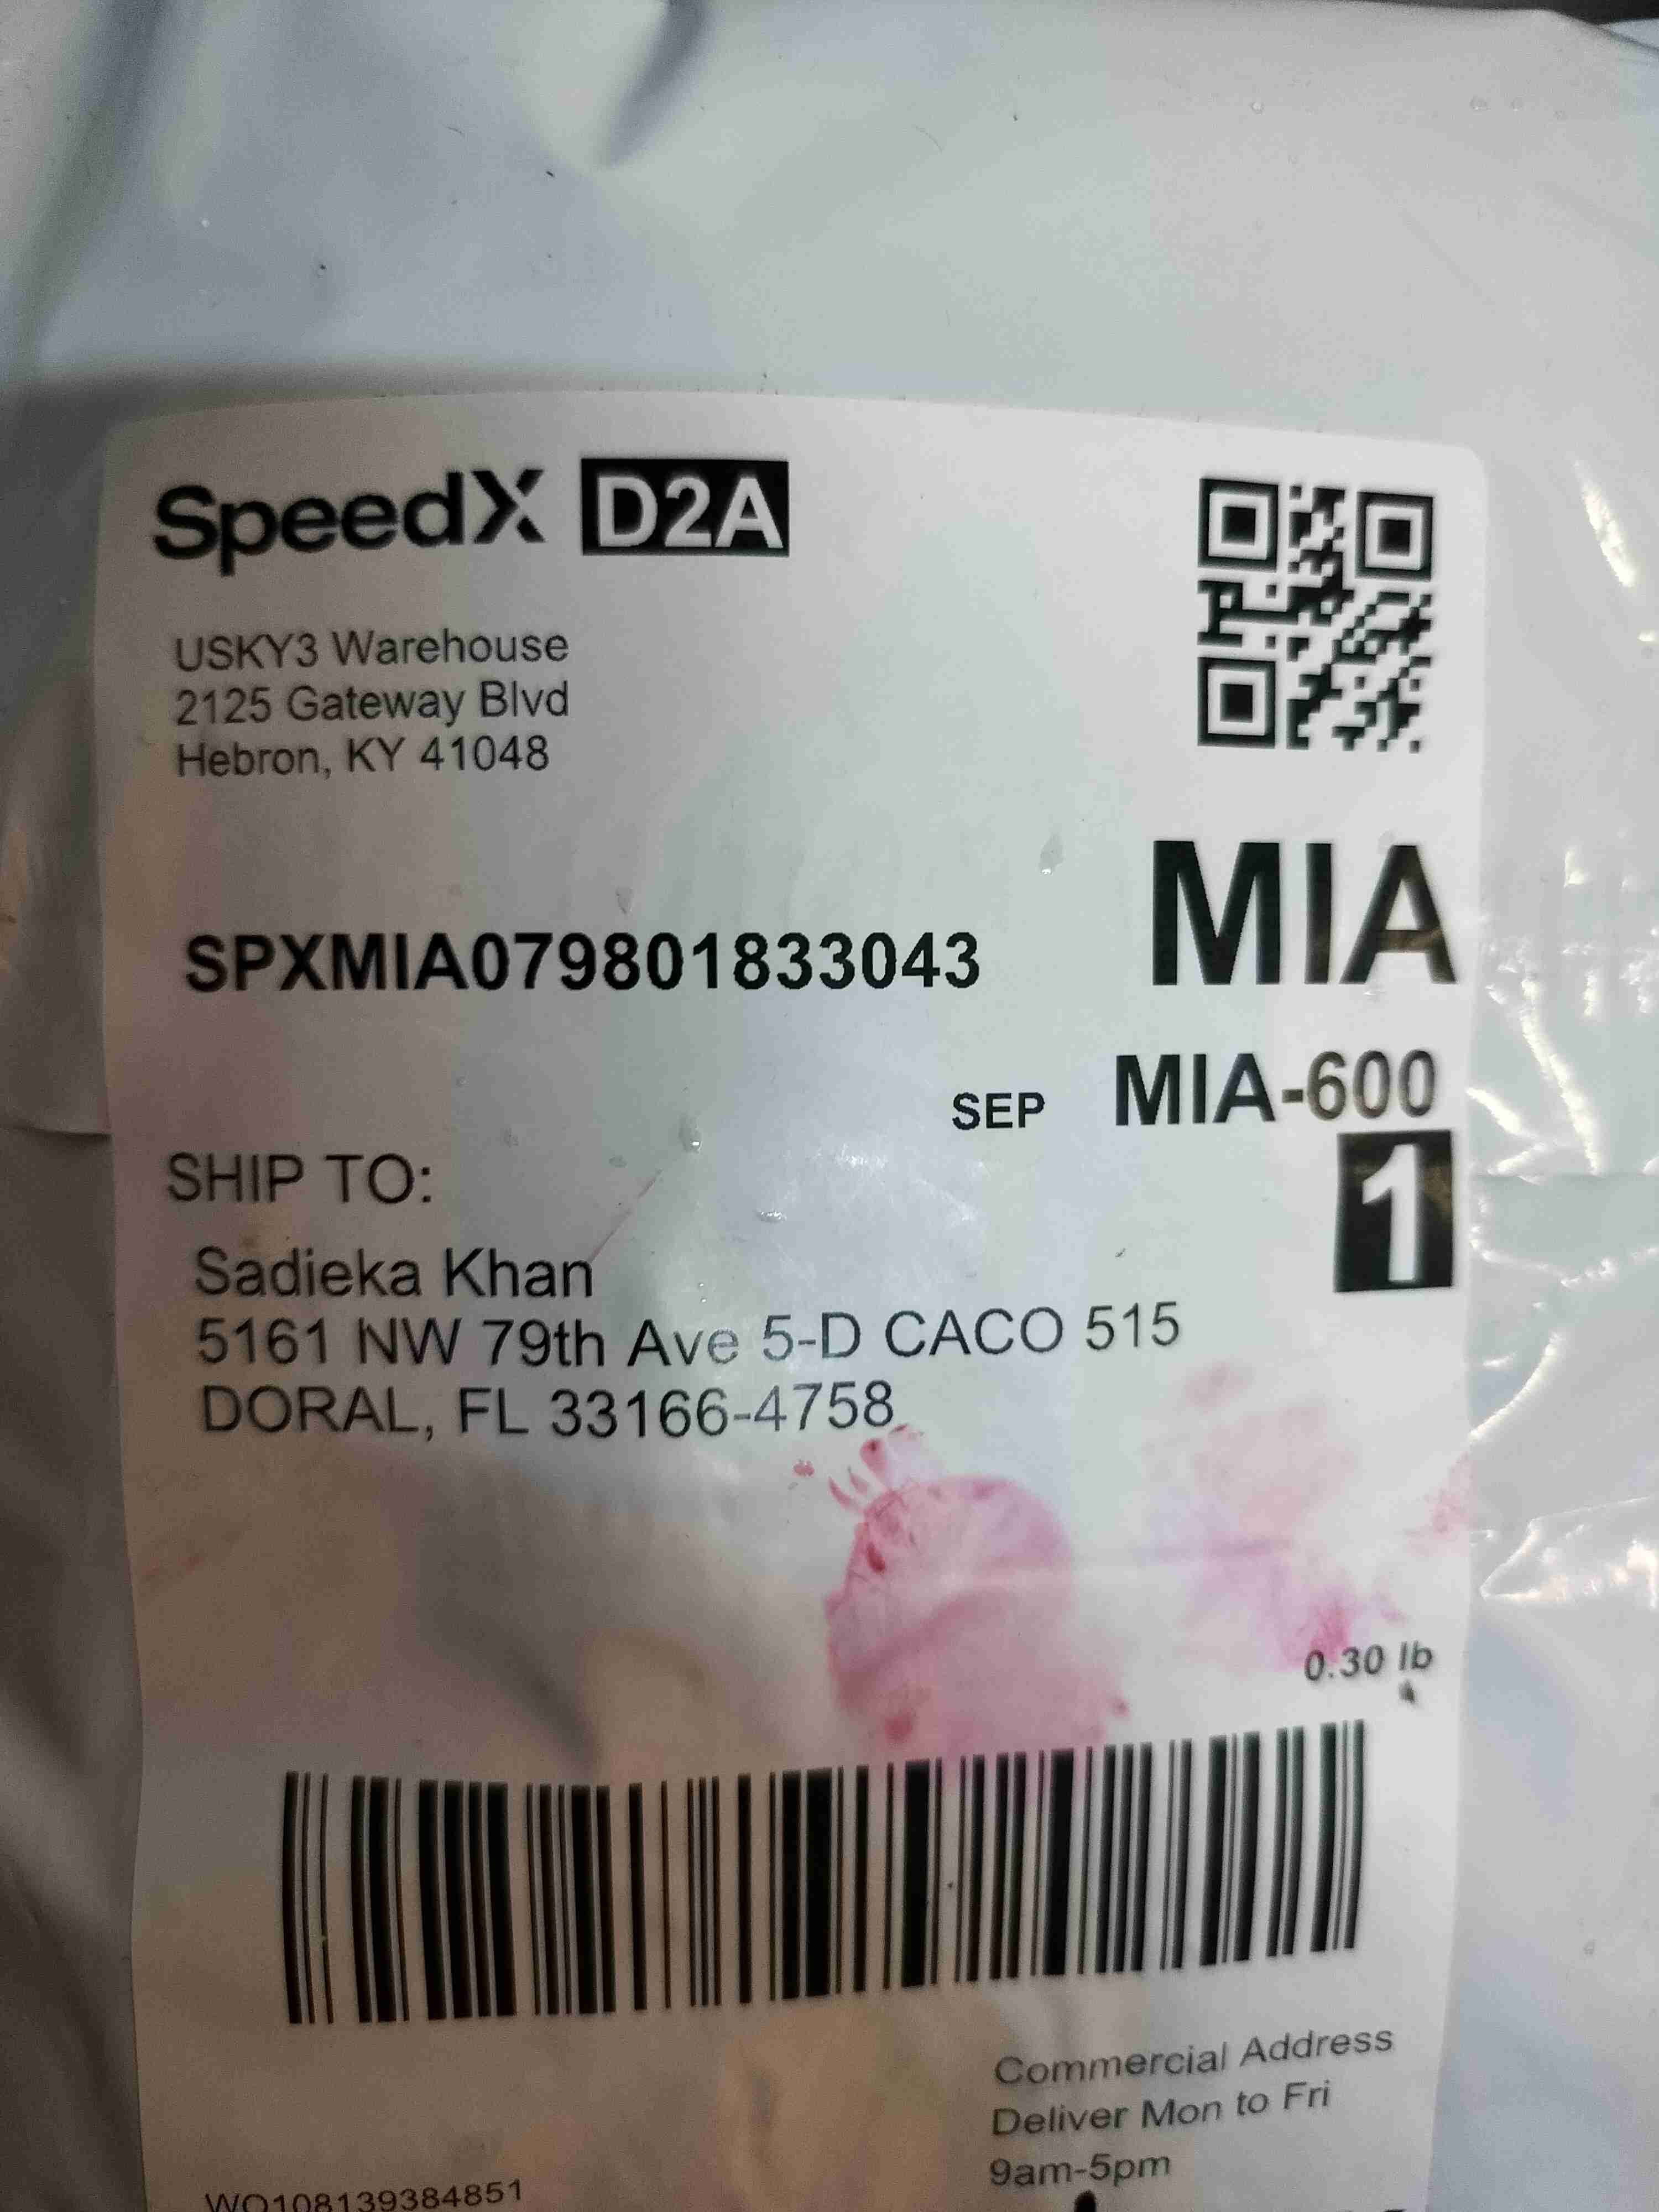 SpeedX D2A
USKY3 Warehouse
2125 Gateway Blvd
Hebron, KY 41048
MIA
SPXMIA079801833043
SEP MIA-600
1
SHIP TO:
Sadieka Khan
5161 NW 79th Ave 5-D CACO 515
DORAL, FL 33166-4758
0.30 lb
Commercial Address
Deliver Mon to Fri
9am-5pm
WO108139384851